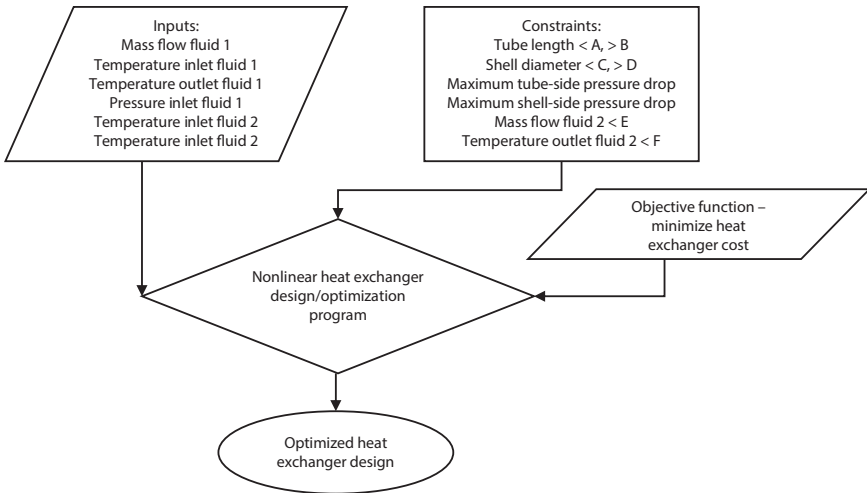 Inputs:
Mass flow fluid 1
Temperature inlet fluid 1
Temperature outlet fluid 1
Pressure inlet fluid 1
Temperature inlet fluid 2
Temperature inlet fluid 2
Constraints:
Tube length < A, > B
Shell diameter < C, > D
Maximum tube-side pressure drop
Maximum shell-side pressure drop
Mass flow fluid 2 < E
Temperature outlet fluid 2 < F
Objective function –
minimize heat
exchanger cost
Nonlinear heat exchanger
design/optimization
program
Optimized heat
exchanger design